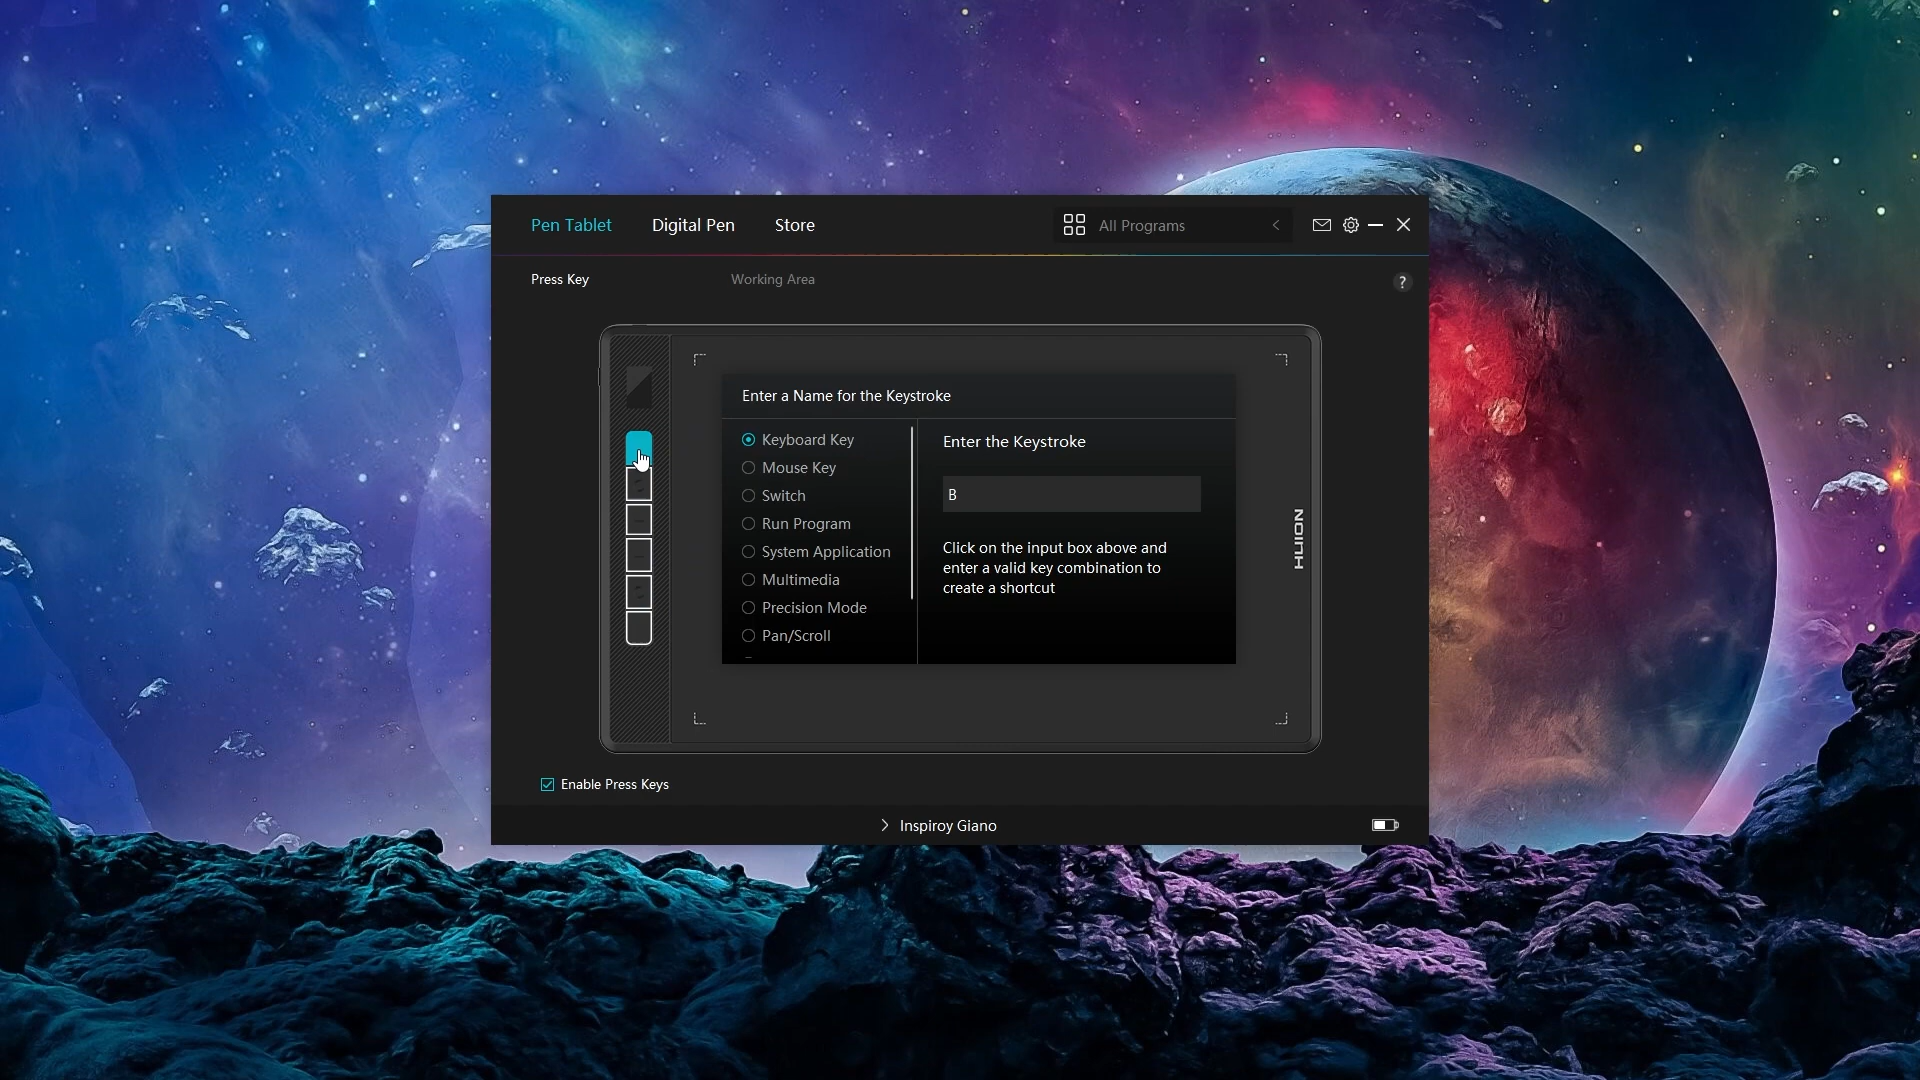 Pen Tablet
Digital Pen
Store
All Programs
Press Key
Working Area
?
Enter a Name for the Keystroke
Keyboard Key
Mouse Key
Switch
Run Program
System Application
Multimedia
Precision Mode
Pan/Scroll
Enter the Keystroke
B
Click on the input box above and
enter a valid key combination to
create a shortcut
HUION
Enable Press Keys
Inspiroy Giano